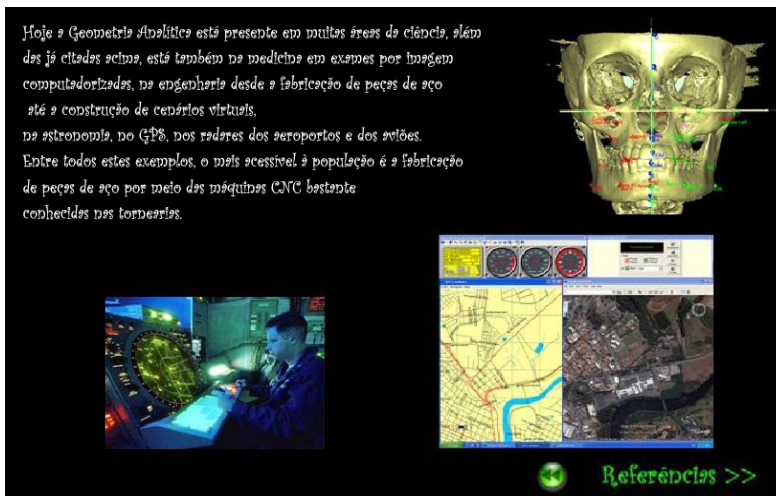 Hoje a Geometria Analítica está presente em muitas áreas da ciência, além
das já citadas acima, está também na medicina em exames por imagem
computadorizadas, na engenharia desde a fabricação de peças de aço
até a construção de cenários virtuais,
na astronomia, no GPS, nos radares dos aeroportos e dos aviões.
Entre todos estes exemplos, o mais acessível à população é a fabricação
de peças de aço por meio das máquinas CNC bastante
conhecidas nas tornearias.
Referências >>